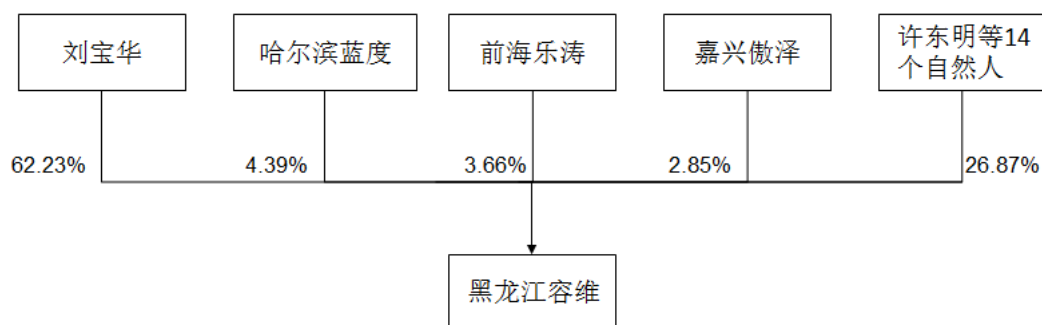 刘宝华
哈尔滨蓝度
前海乐涛
嘉兴傲泽
许东明等14
个自然人
62.23%
4.39%
3.66%
2.85%
26.87%
黑龙江容维